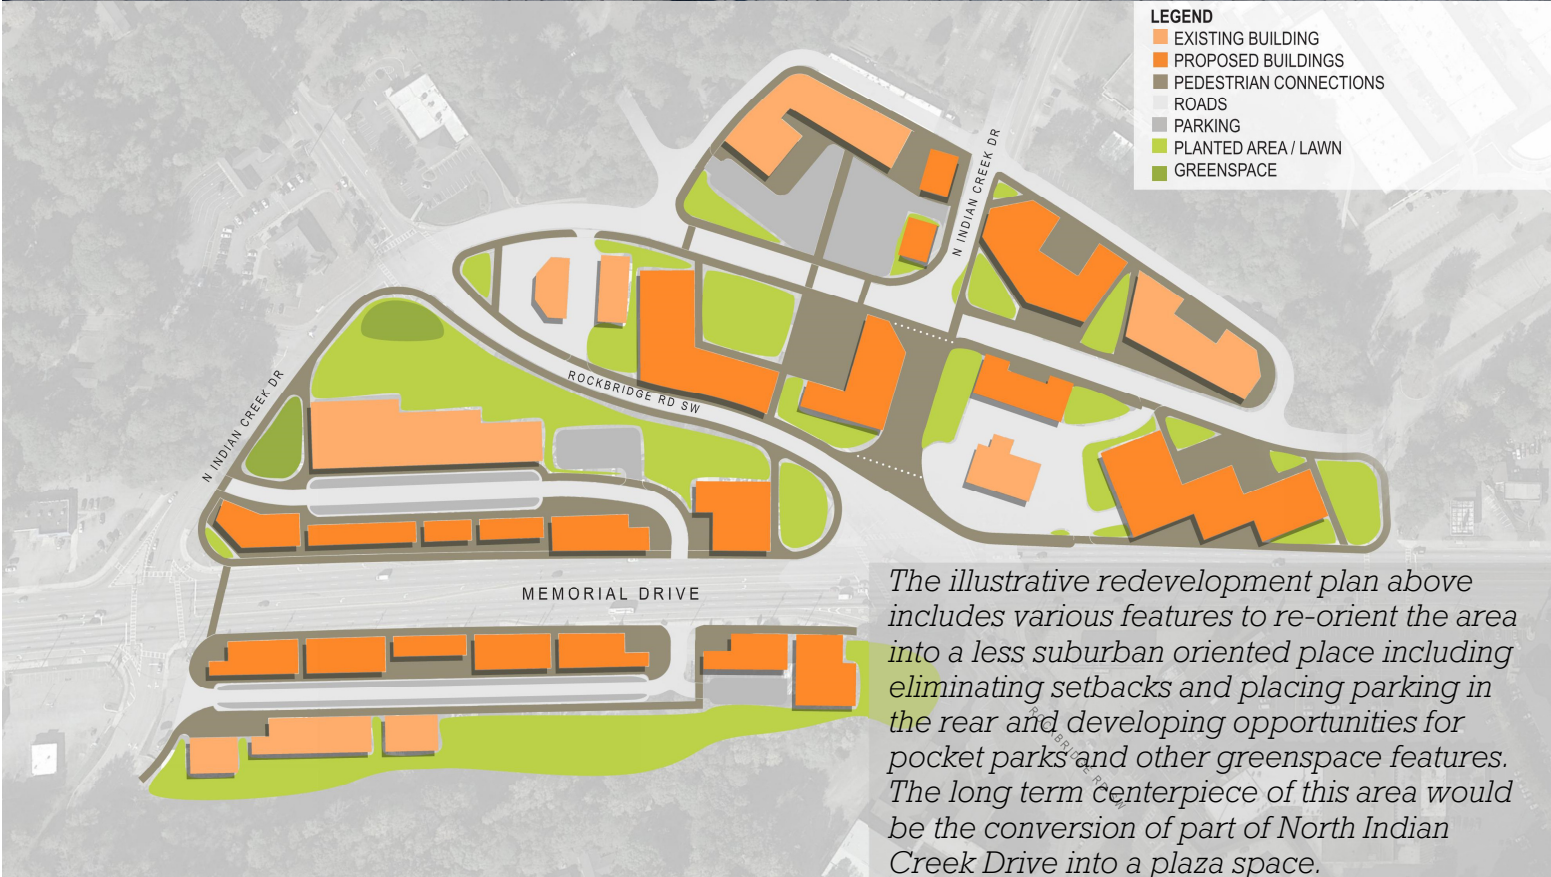 LEGEND
EXISTING BUILDING
PROPOSED BUILDINGS
PEDESTRIAN CONNECTIONS
ROADS
PARKING
PLANTED AREA / LAWN
GREENSPACE
N INDIAN CREEK DR
N INDIAN CREEK DR
ROCKBRIDGE RD SW
MEMORIAL DRIVE
ROCKBRIDGE RD SW
The illustrative redevelopment plan above
includes various features to re-orient the area
into a less suburban oriented place including
eliminating setbacks and placing parking in
the rear and developing opportunities for
pocket parks and other greenspace features.
The long term centerpiece of this area would
be the conversion of part of North Indian
Creek Drive into a plaza space.